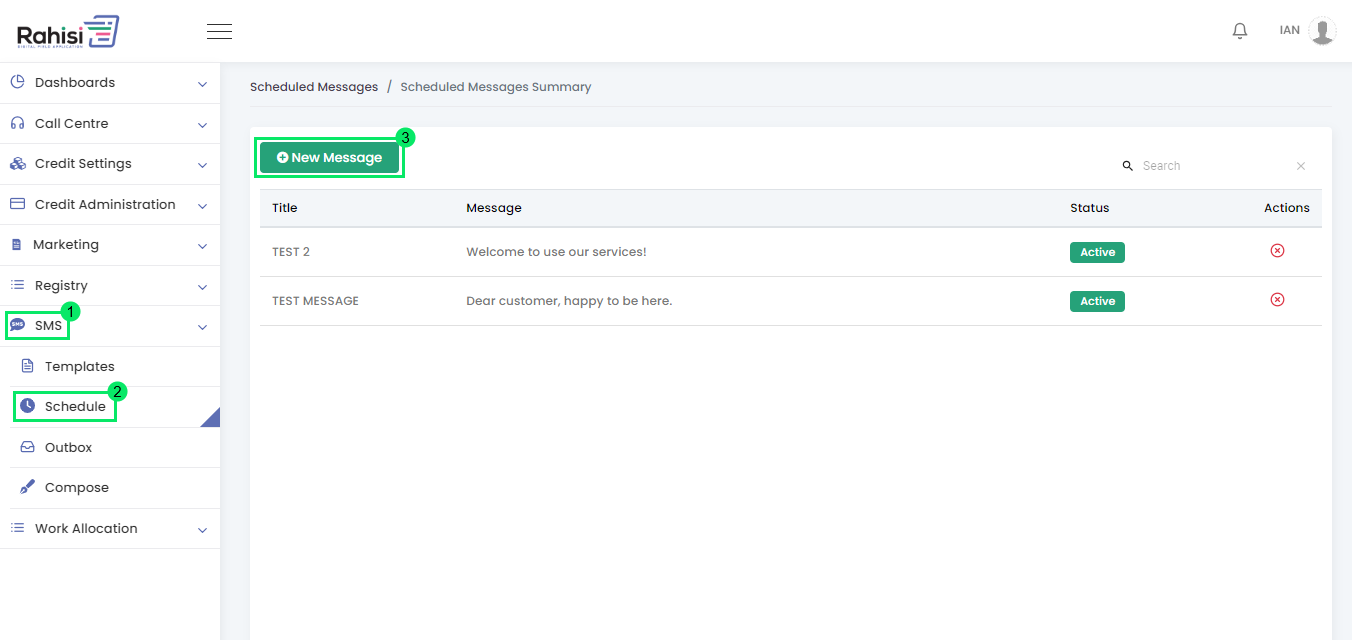 Rahisi
DIGITAL FIELD APPLICATION
IAN
Dashboards
Call Centre
Credit Settings
Credit Administration
Marketing
Registry
SMS
1
SMS
Templates
Schedule
2
Outbox
Compose
Work Allocation
Scheduled Messages / Scheduled Messages Summary
New Message
3
Search
Title Message Status Actions
TEST 2 Welcome to use our services! Active
TEST MESSAGE Dear customer, happy to be here. Active